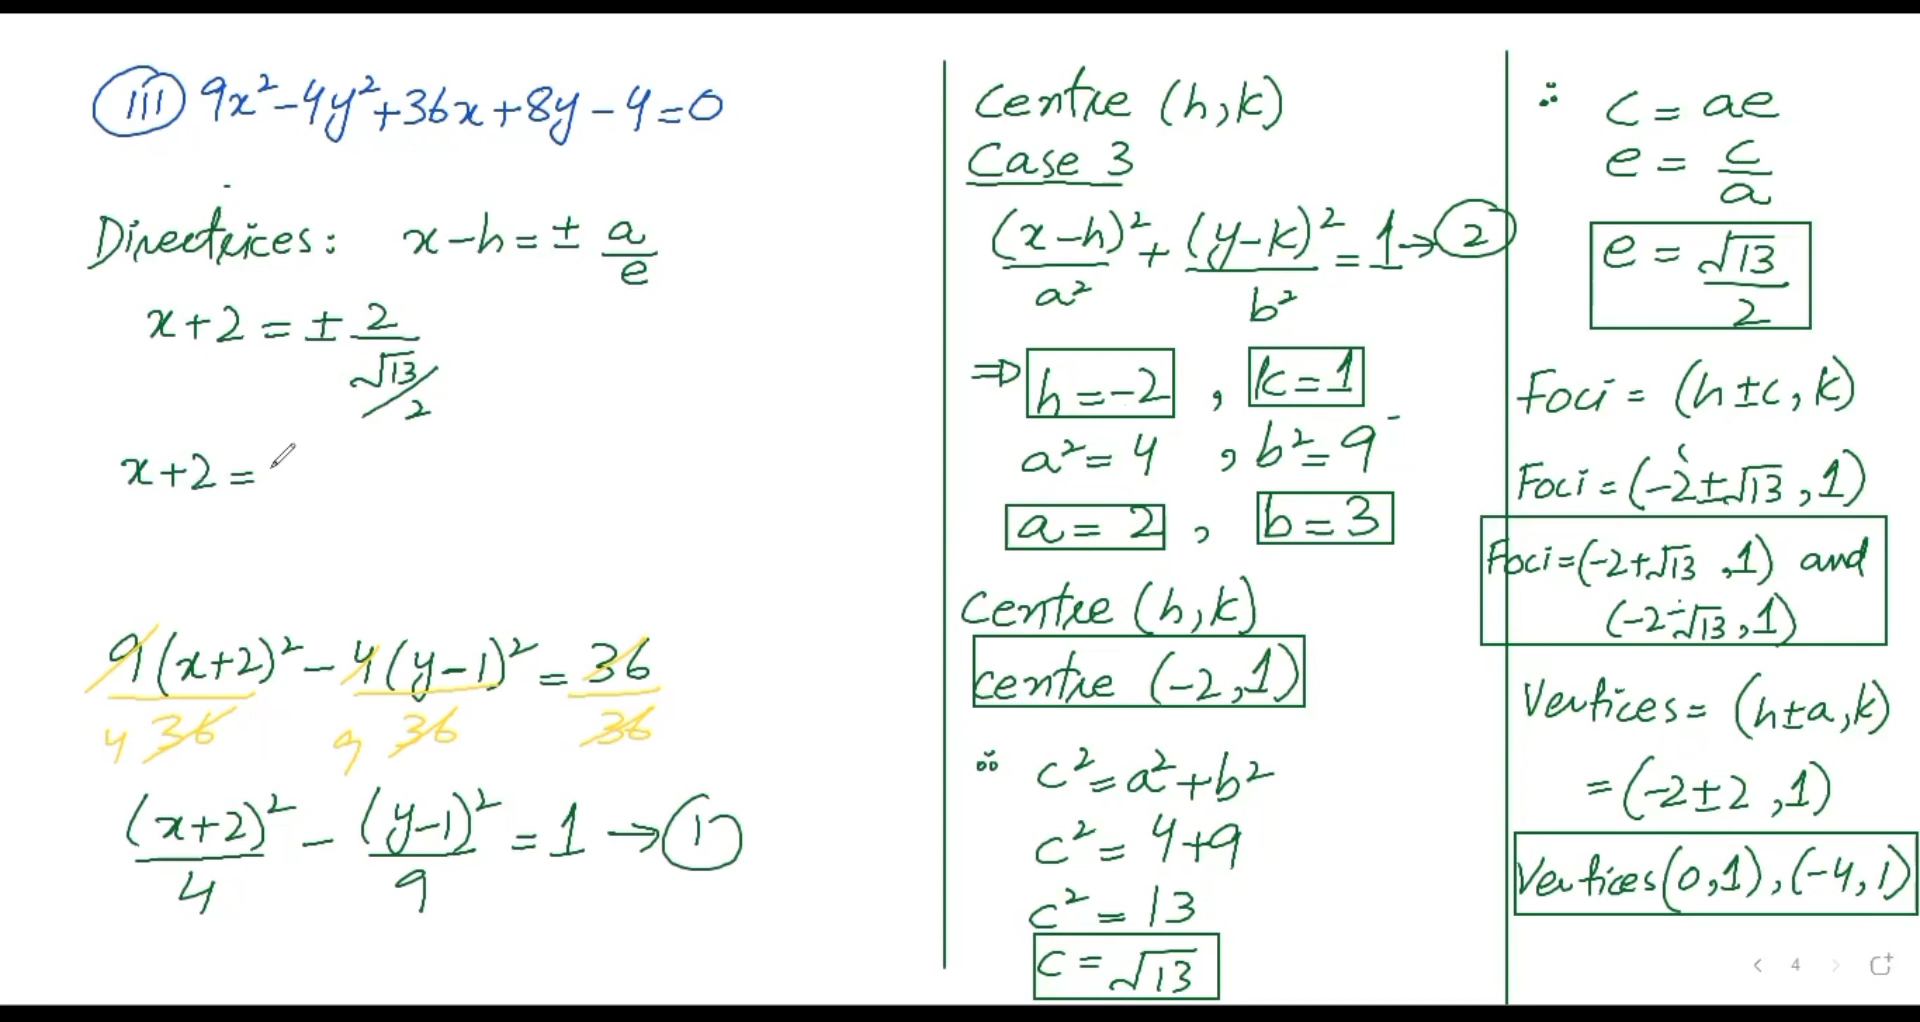 (iii) 9x²-4y²+36x+8y-4=0
Directrices: x-h=± a/e
x+2=± 2/(√13/2)
x+2=
9(x+2)²/36 - 4(y-1)²/36 = 36/36
4 9
(x+2)²/4 - (y-1)²/9 = 1 → (1)
Centre (h,k)
Case 3
(x-h)²/a² + (y-k)²/b² = 1 → (2)
⇒ h=-2 , k=1
a²=4 , b²=9
a=2 , b=3
Centre (h,k)
Centre (-2,1)
∵ c²=a²+b²
c²=4+9
c²=13
c=√13
∵ c=ae
e=c/a
e=√13/2
Foci=(h±c,k)
Foci=(-2±√13,1)
Foci=(-2+√13,1) and
(-2-√13,1)
Vertices=(h±a,k)
=(-2±2,1)
Vertices(0,1),(-4,1)
< 4 >